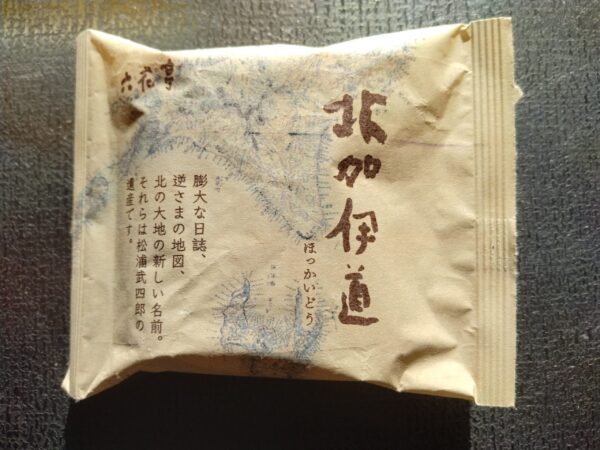 六花亭
北加伊道
ほっかいどう
膨大な日誌、
逆さまの地図、
北の大地の新しい名前。
それらは松浦武四郎の
遺産です。